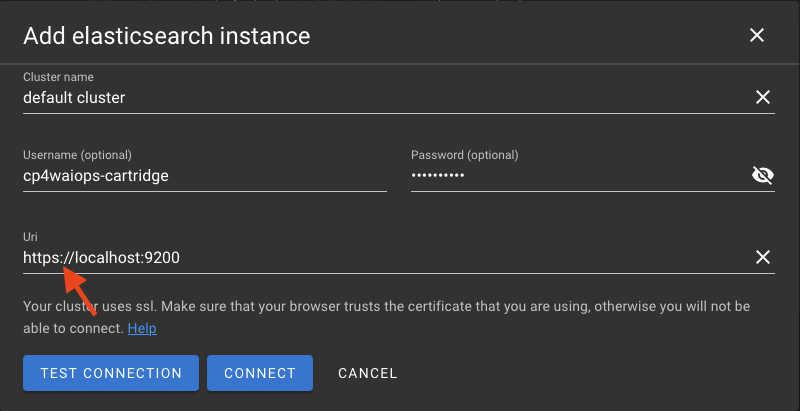 Add elasticsearch instance
Cluster name
default cluster
Username (optional)
Password (optional)
cp4waiops-cartridge
••••••••••
Uri
https://localhost:9200
Your cluster uses ssl. Make sure that your browser trusts the certificate that you are using, otherwise you will not be
able to connect. Help
TEST CONNECTION
CONNECT
CANCEL